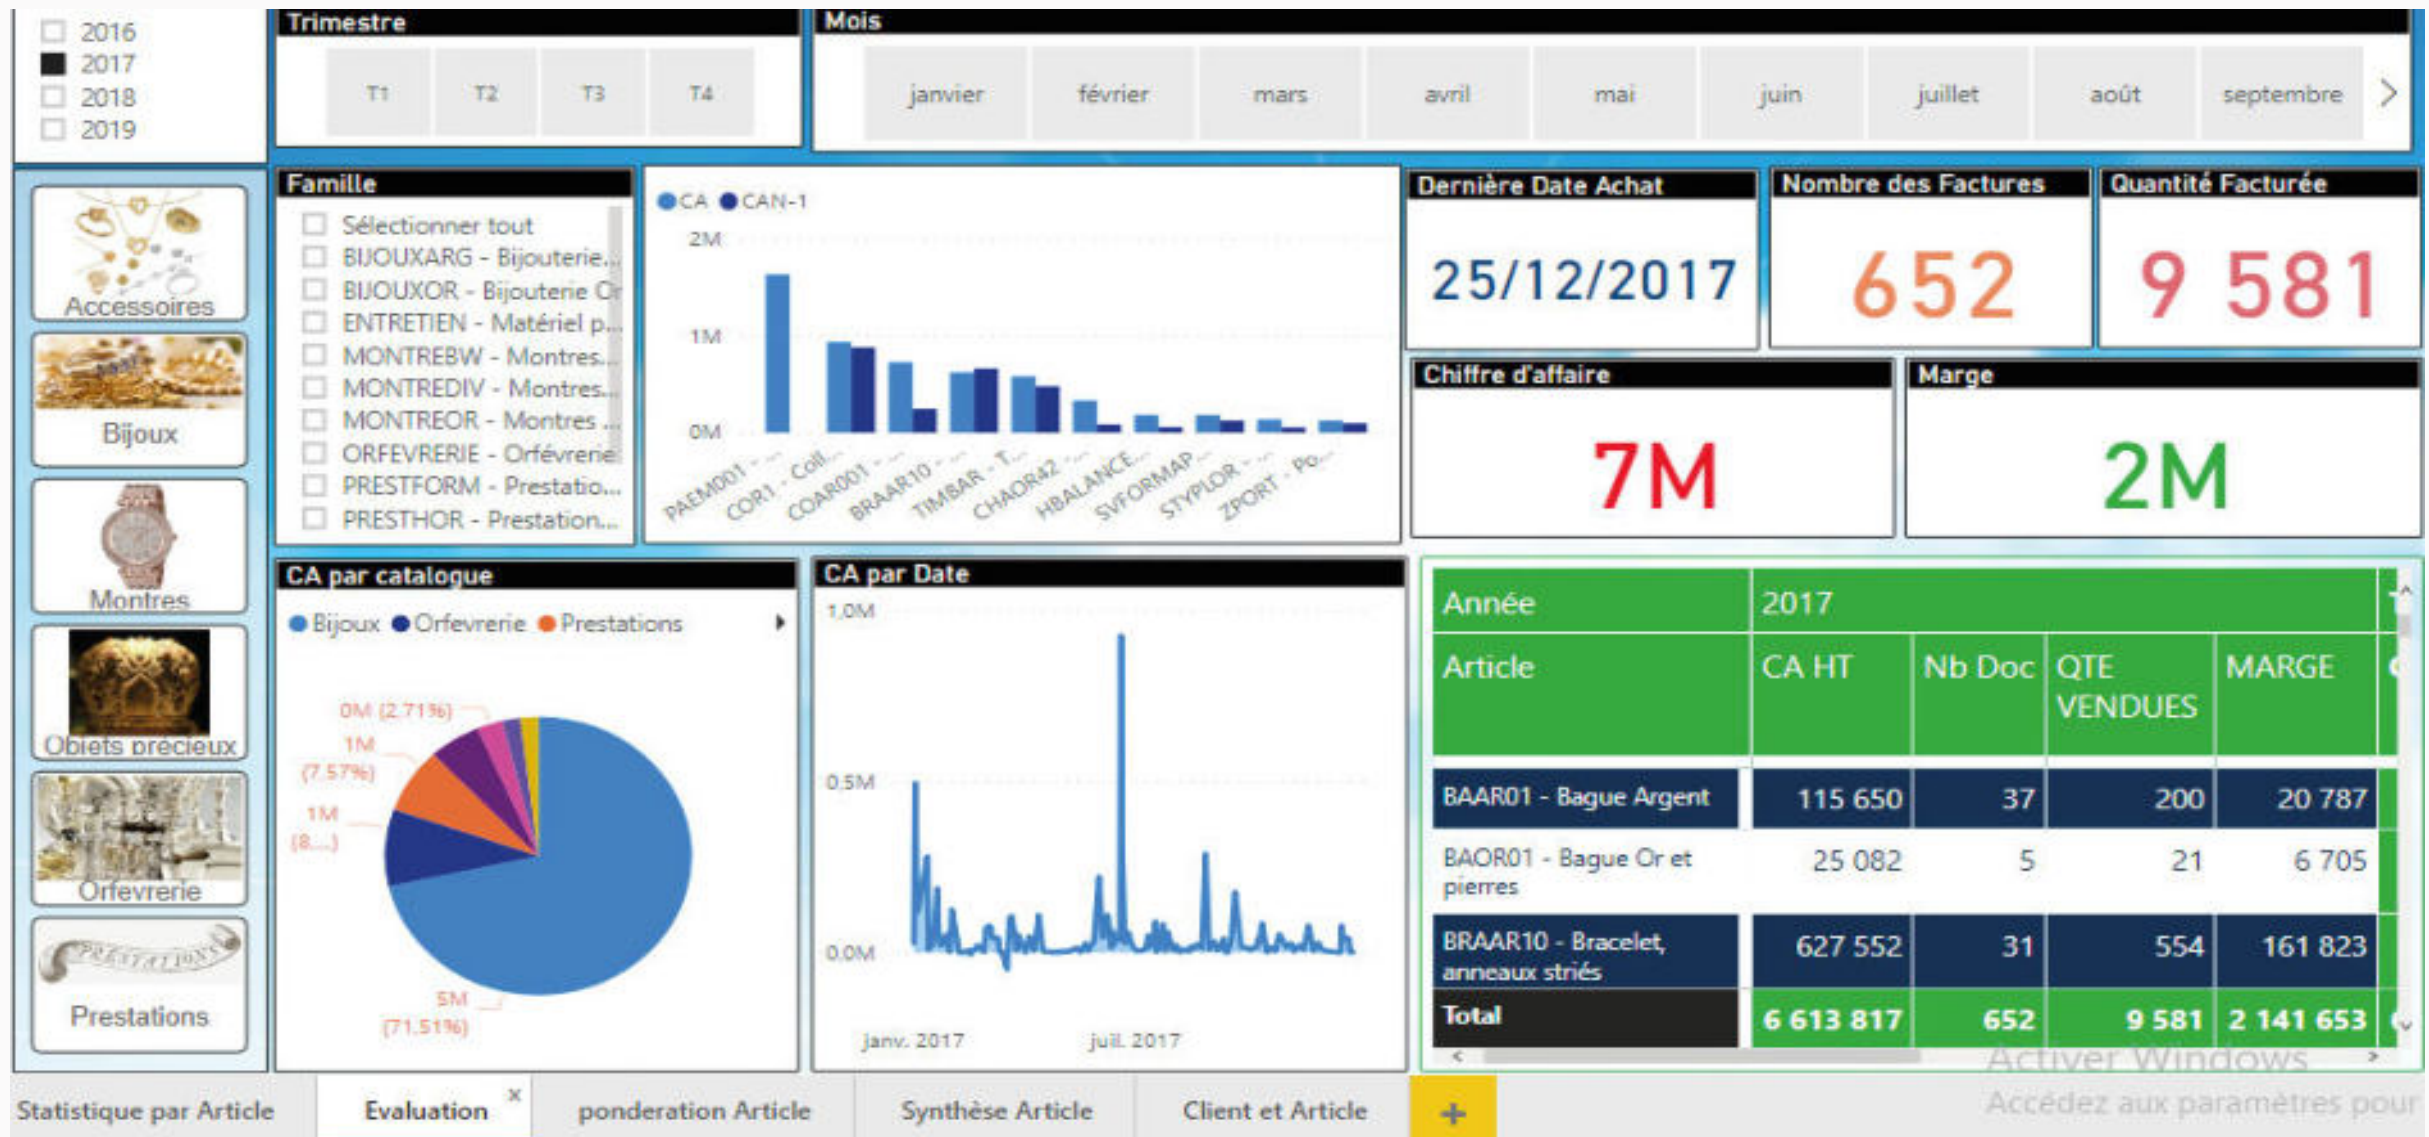 2016
2017
2018
2019
Trimestre
T1 T2 T3 T4
Mois
janvier février mars avril mai juin juillet août septembre
Accessoires
Bijoux
Montres
Objets précieux
Orfevrerie
PRESTATIONS
Prestations
Famille
Sélectionner tout
BIJOUXARG - Bijouterie...
BIJOUXOR - Bijouterie Or
ENTRETIEN - Matériel p...
MONTREBW - Montres...
MONTREDIV - Montres...
MONTREOR - Montres ...
ORFEVRERIE - Orfévrerie
PRESTFORM - Prestatio...
PRESTHOR - Prestation...
CA CAN-1
2M
1M
0M
PAEM001 - ...
COR1 - Coll...
COAR001 - ...
BRAAR10 - ...
TIMBAR - T...
CHAOR42 - ...
HBALANCE...
SVFORMAP...
STYPLOR - ...
ZPORT - Po...
Dernière Date Achat
25/12/2017
Nombre des Factures
652
Quantité Facturée
9 581
Chiffre d'affaire
7M
Marge
2M
CA par catalogue
Bijoux Orfevrerie Prestations
0M (2.71%)
1M
(7.57%)
1M
(8....)
5M
(71.51%)
CA par Date
1,0M
0,5M
0,0M
janv. 2017 juil. 2017
Année 2017
Article CA HT Nb Doc QTE VENDUES MARGE
BAAR01 - Bague Argent 115 650 37 200 20 787
BAOR01 - Bague Or et pierres 25 082 5 21 6 705
BRAAR10 - Bracelet, anneaux striés 627 552 31 554 161 823
Total 6 613 817 652 9 581 2 141 653
Activer Windows
Accédez aux paramètres pour
Statistique par Article Evaluation x ponderation Article Synthèse Article Client et Article +